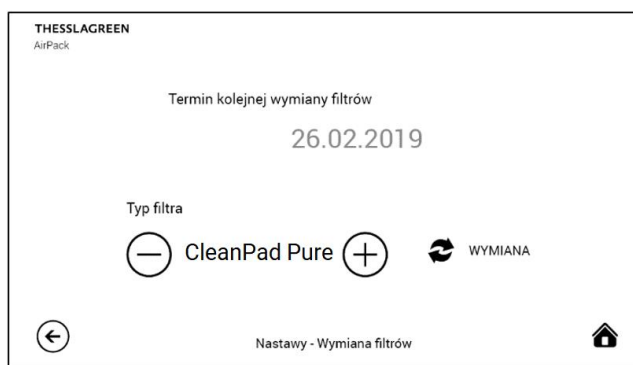 THESSLAGREEN
AirPack
Termin kolejnej wymiany filtrów
26.02.2019
Typ filtra
CleanPad Pure
WYMIANA
Nastawy - Wymiana filtrów